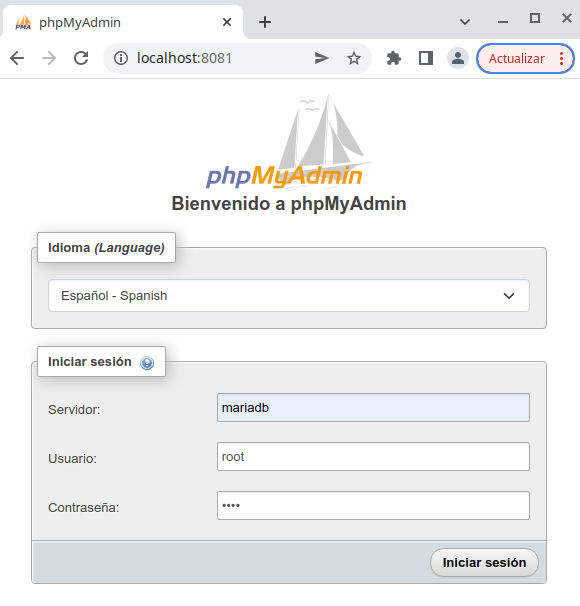 phpMyAdmin
localhost:8081
Actualizar
phpMyAdmin
Bienvenido a phpMyAdmin
Idioma (Language)
Español - Spanish
Iniciar sesión
Servidor:
mariadb
Usuario:
root
Contraseña:
••••
Iniciar sesión